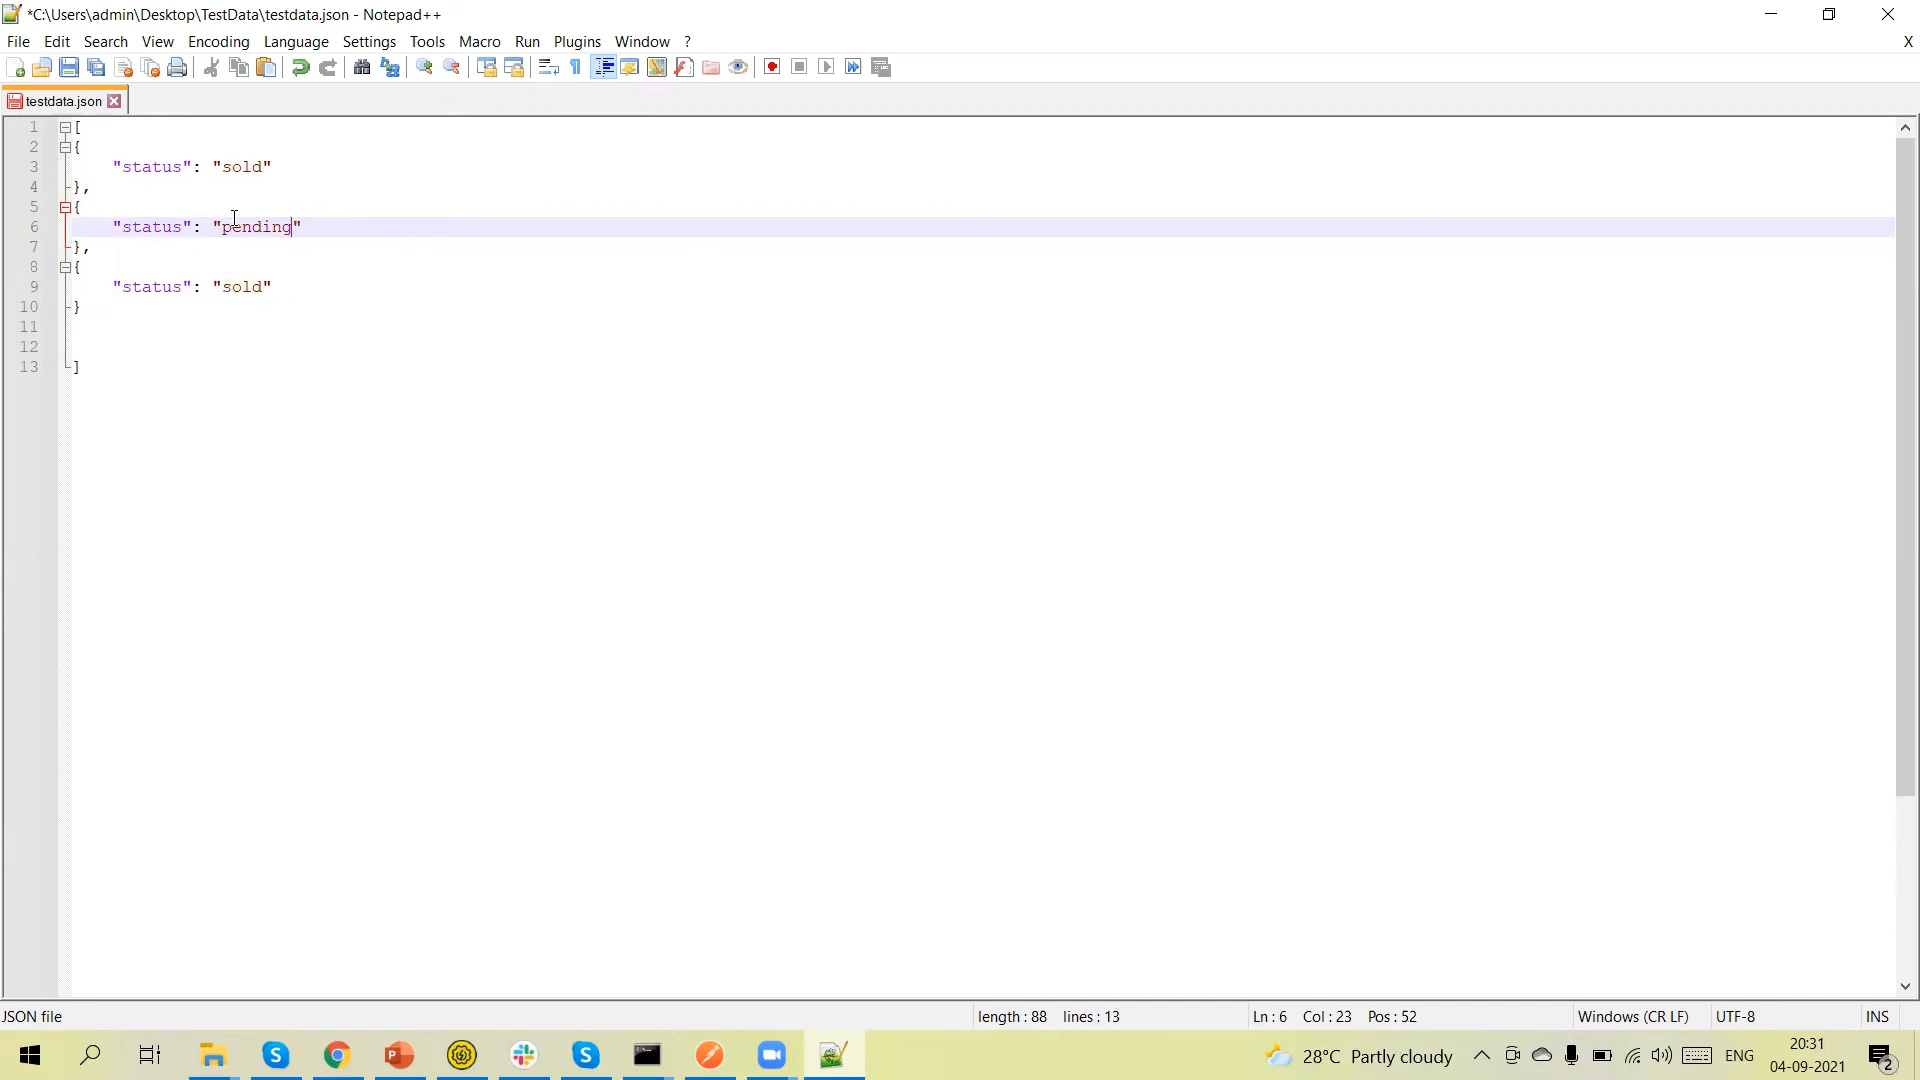 *C:\Users\admin\Desktop\TestData\testdata.json - Notepad++
File Edit Search View Encoding Language Settings Tools Macro Run Plugins Window ? X
testdata.json
1 [
2 {
3 "status": "sold"
4 },
5 {
6 "status": "pending"
7 },
8 {
9 "status": "sold"
10 }
11
12
13 ]
JSON file length : 88 lines : 13 Ln : 6 Col : 23 Pos : 52 Windows (CR LF) UTF-8 INS
28°C Partly cloudy ENG 20:31
04-09-2021 2